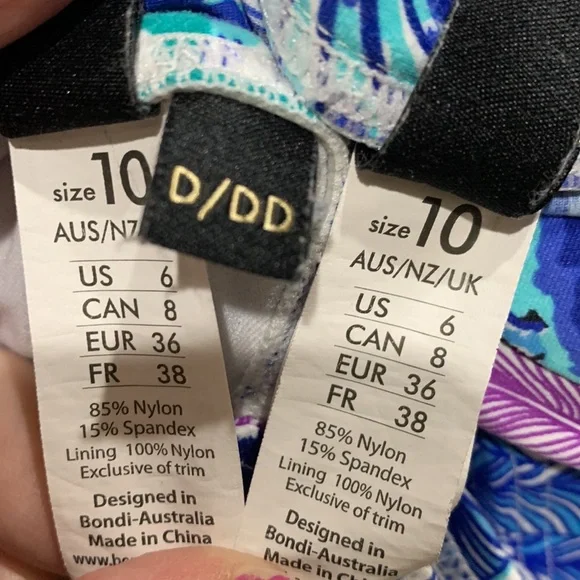 D/DD
size 10
AUS/NZ
US 6
CAN 8
EUR 36
FR 38
85% Nylon
15% Spandex
Lining 100% Nylon
Exclusive of trim
Designed in
Bondi-Australia
Made in China
size 10
AUS/NZ/UK
US 6
CAN 8
EUR 36
FR 38
85% Nylon
15% Spandex
Lining 100% Nylon
Exclusive of trim
Designed in
Bondi-Australia
Made in